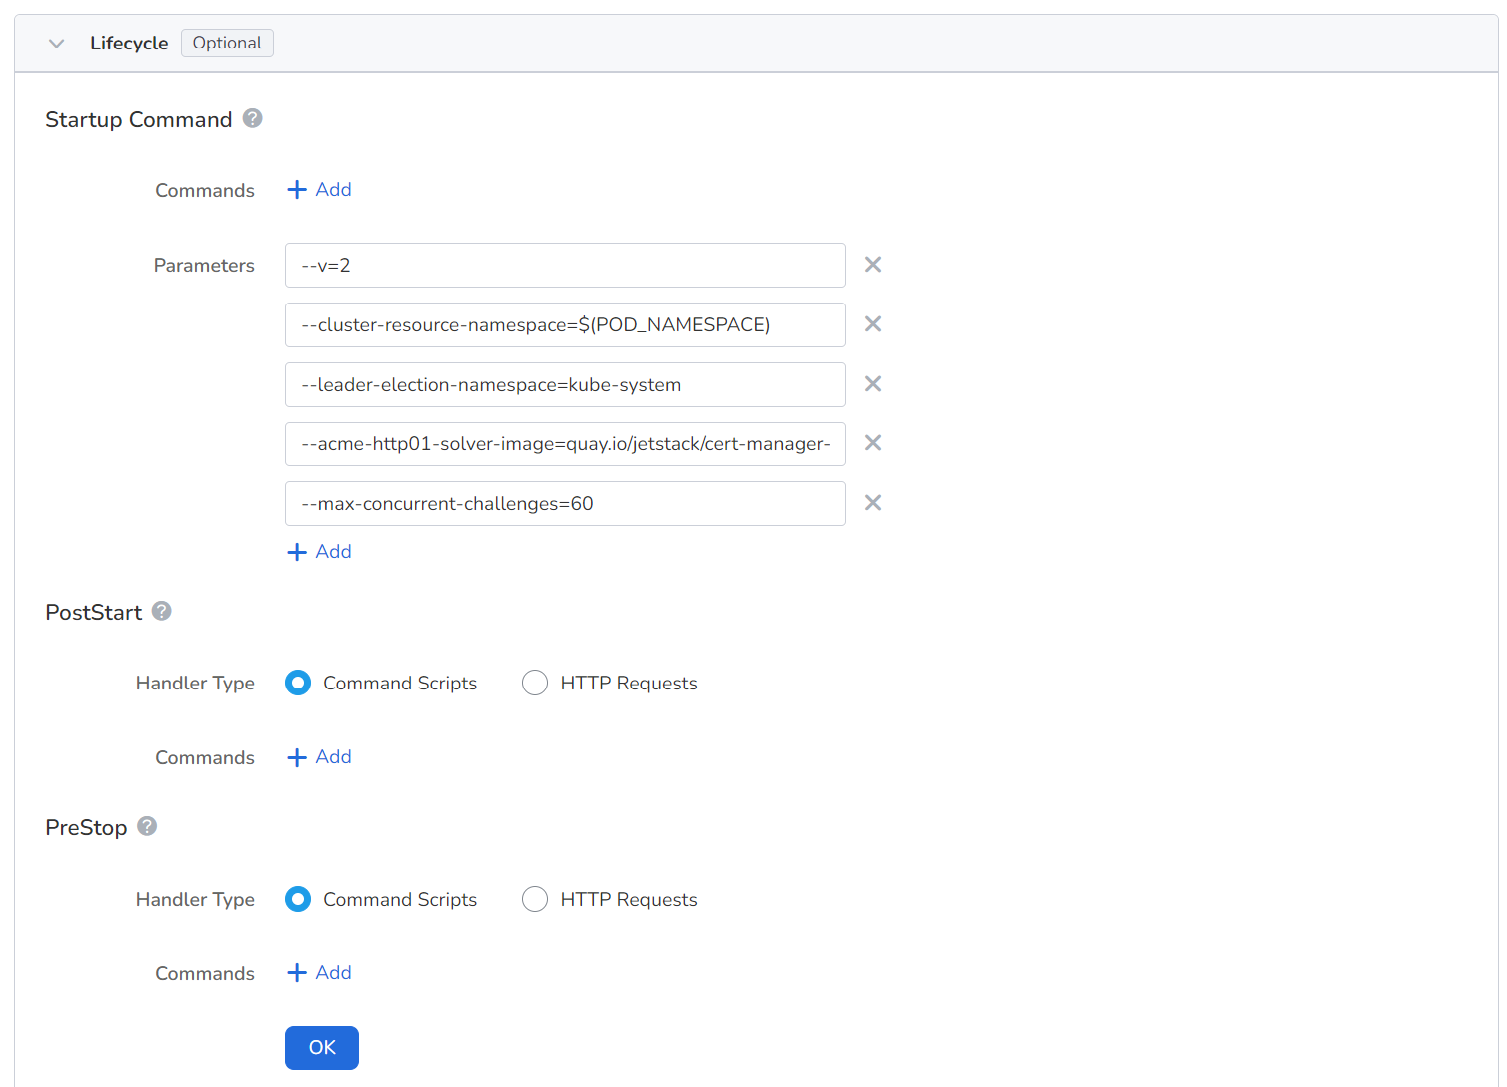 Lifecycle Optional
Startup Command ?
Commands + Add
Parameters --v=2
--cluster-resource-namespace=$(POD_NAMESPACE)
--leader-election-namespace=kube-system
--acme-http01-solver-image=quay.io/jetstack/cert-manager-
--max-concurrent-challenges=60
+ Add
PostStart ?
Handler Type Command Scripts HTTP Requests
Commands + Add
PreStop ?
Handler Type Command Scripts HTTP Requests
Commands + Add
OK